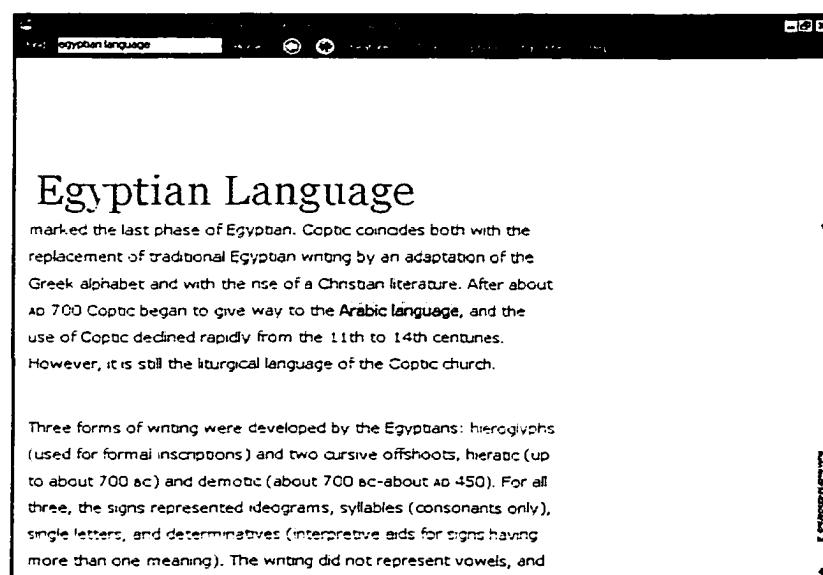 egyptian language
Egyptian Language
marked the last phase of Egyptian. Coptic coincides both with the
replacement of traditional Egyptian writing by an adaptation of the
Greek alphabet and with the rise of a Christian literature. After about
AD 700 Coptic began to give way to the Arabic language, and the
use of Coptic declined rapidly from the 11th to 14th centuries.
However, it is still the liturgical language of the Coptic church.
Three forms of writing were developed by the Egyptians: hieroglyphs
(used for formal inscriptions) and two cursive offshoots, hieratic (up
to about 700 BC) and demotic (about 700 BC-about AD 450). For all
three, the signs represented ideograms, syllables (consonants only),
single letters, and determinatives (interpretive aids for signs having
more than one meaning). The writing did not represent vowels, and